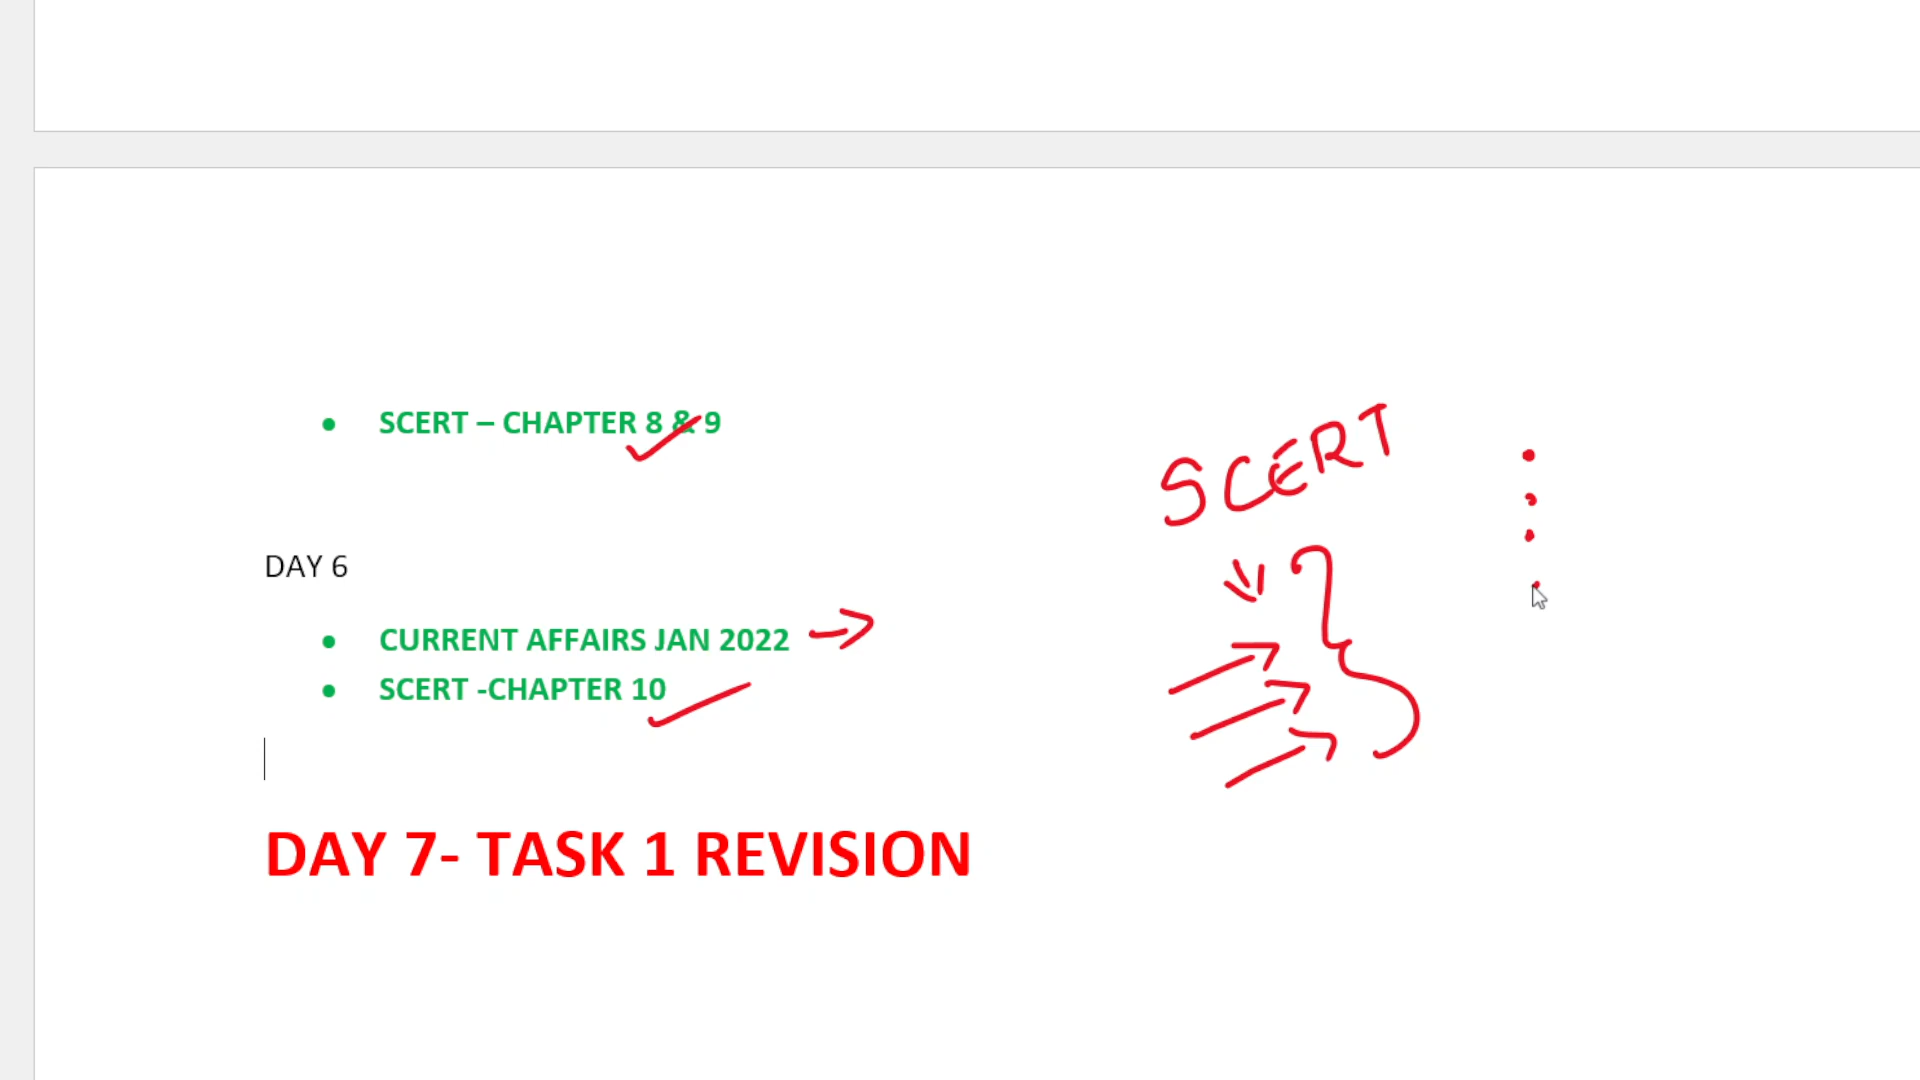 SCERT – CHAPTER 8 & 9
SCERT
DAY 6
CURRENT AFFAIRS JAN 2022
SCERT -CHAPTER 10
DAY 7- TASK 1 REVISION